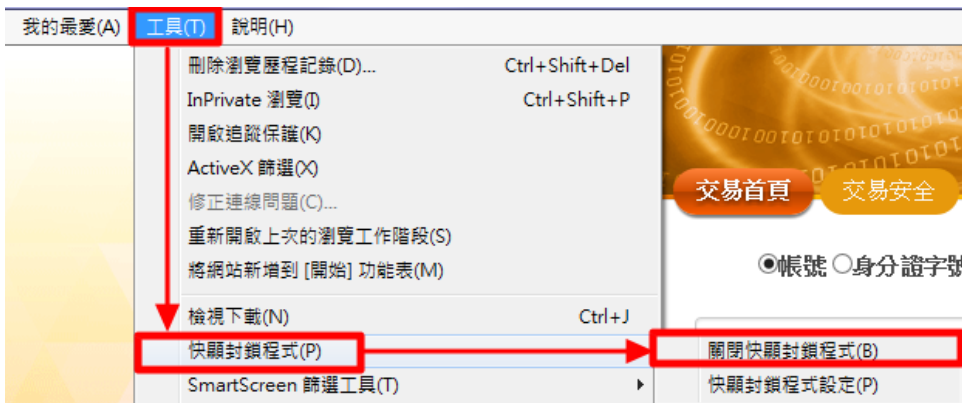 我的最愛(A) 工具(T) 說明(H)
刪除瀏覽歷程記錄(D)... Ctrl+Shift+Del
InPrivate 瀏覽(I) Ctrl+Shift+P
開啟追蹤保護(K)
ActiveX 篩選(X)
修正連線問題(C)...
重新開啟上次的瀏覽工作階段(S)
將網站新增到 [開始] 功能表(M)
檢視下載(N) Ctrl+J
快顯封鎖程式(P)
SmartScreen 篩選工具(T)
交易首頁 交易安全
帳號 身分證字號
關閉快顯封鎖程式(B)
快顯封鎖程式設定(P)